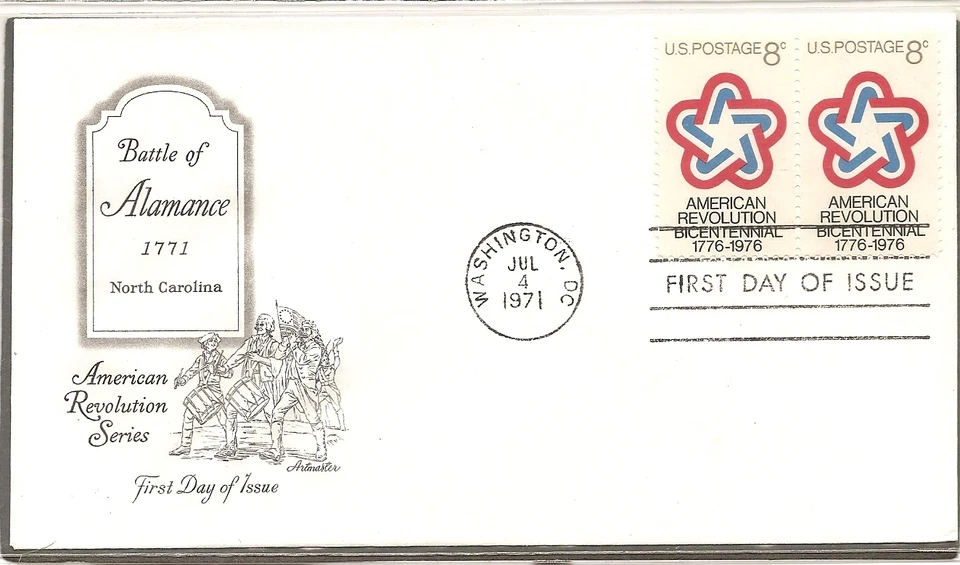 Battle of
Alamance
1771
North Carolina
American
Revolution
Series
Artmaster
First Day of Issue
WASHINGTON, DC
JUL
4
1971
U.S. POSTAGE 8c
AMERICAN
REVOLUTION
BICENTENNIAL
1776-1976
U.S. POSTAGE 8c
AMERICAN
REVOLUTION
BICENTENNIAL
1776-1976
FIRST DAY OF ISSUE